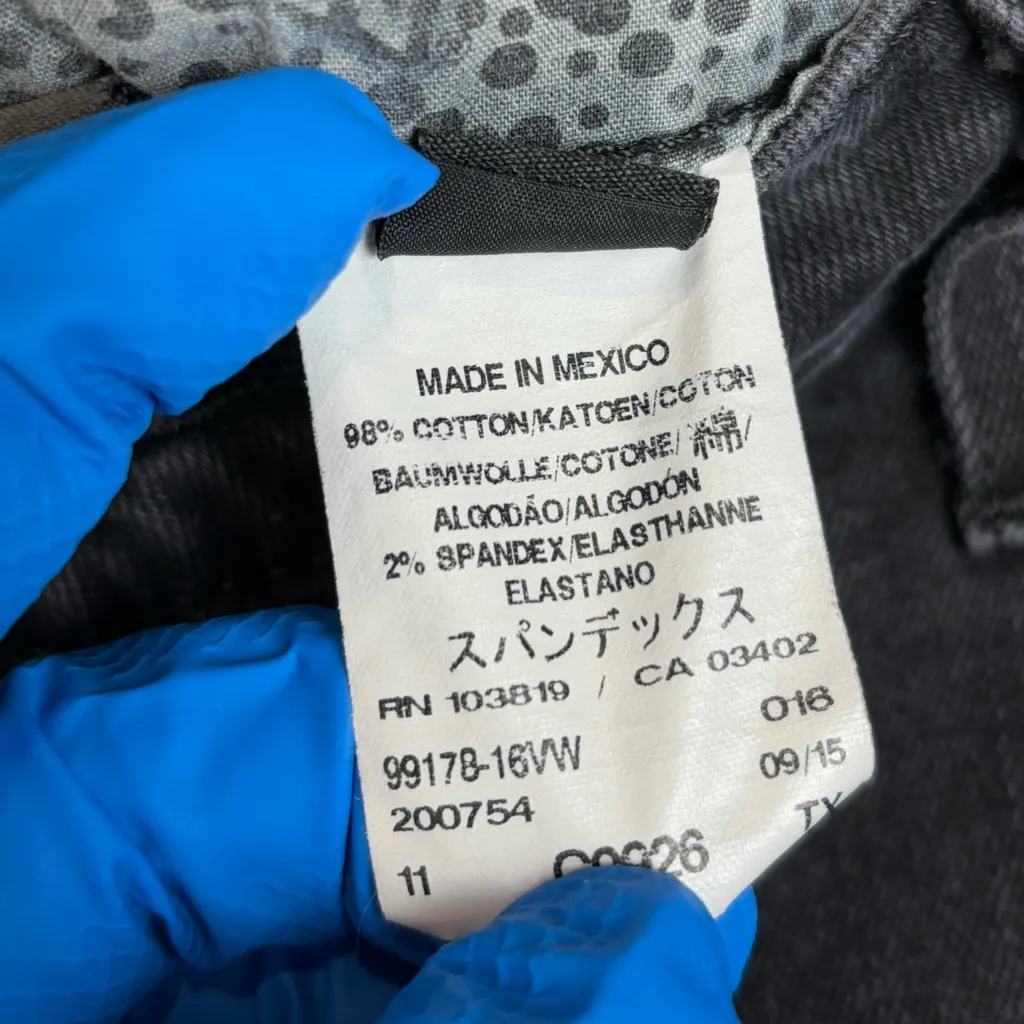 MADE IN MEXICO
98% COTTON/KATOEN/COTON
BAUMWOLLE/COTONE/綿/
ALGODÃO/ALGODÓN
2% SPANDEX/ELASTHANNE
ELASTANO
スパンデックス
RN 103819 / CA 03402
016
99178-16VW 09/15
200754
11